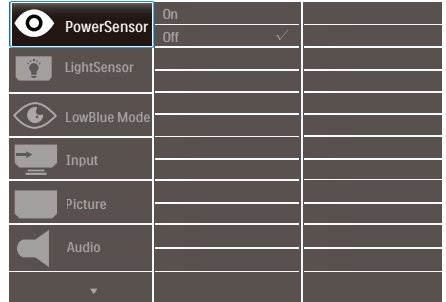 PowerSensor
On
Off
LightSensor
LowBlue Mode
Input
Picture
Audio